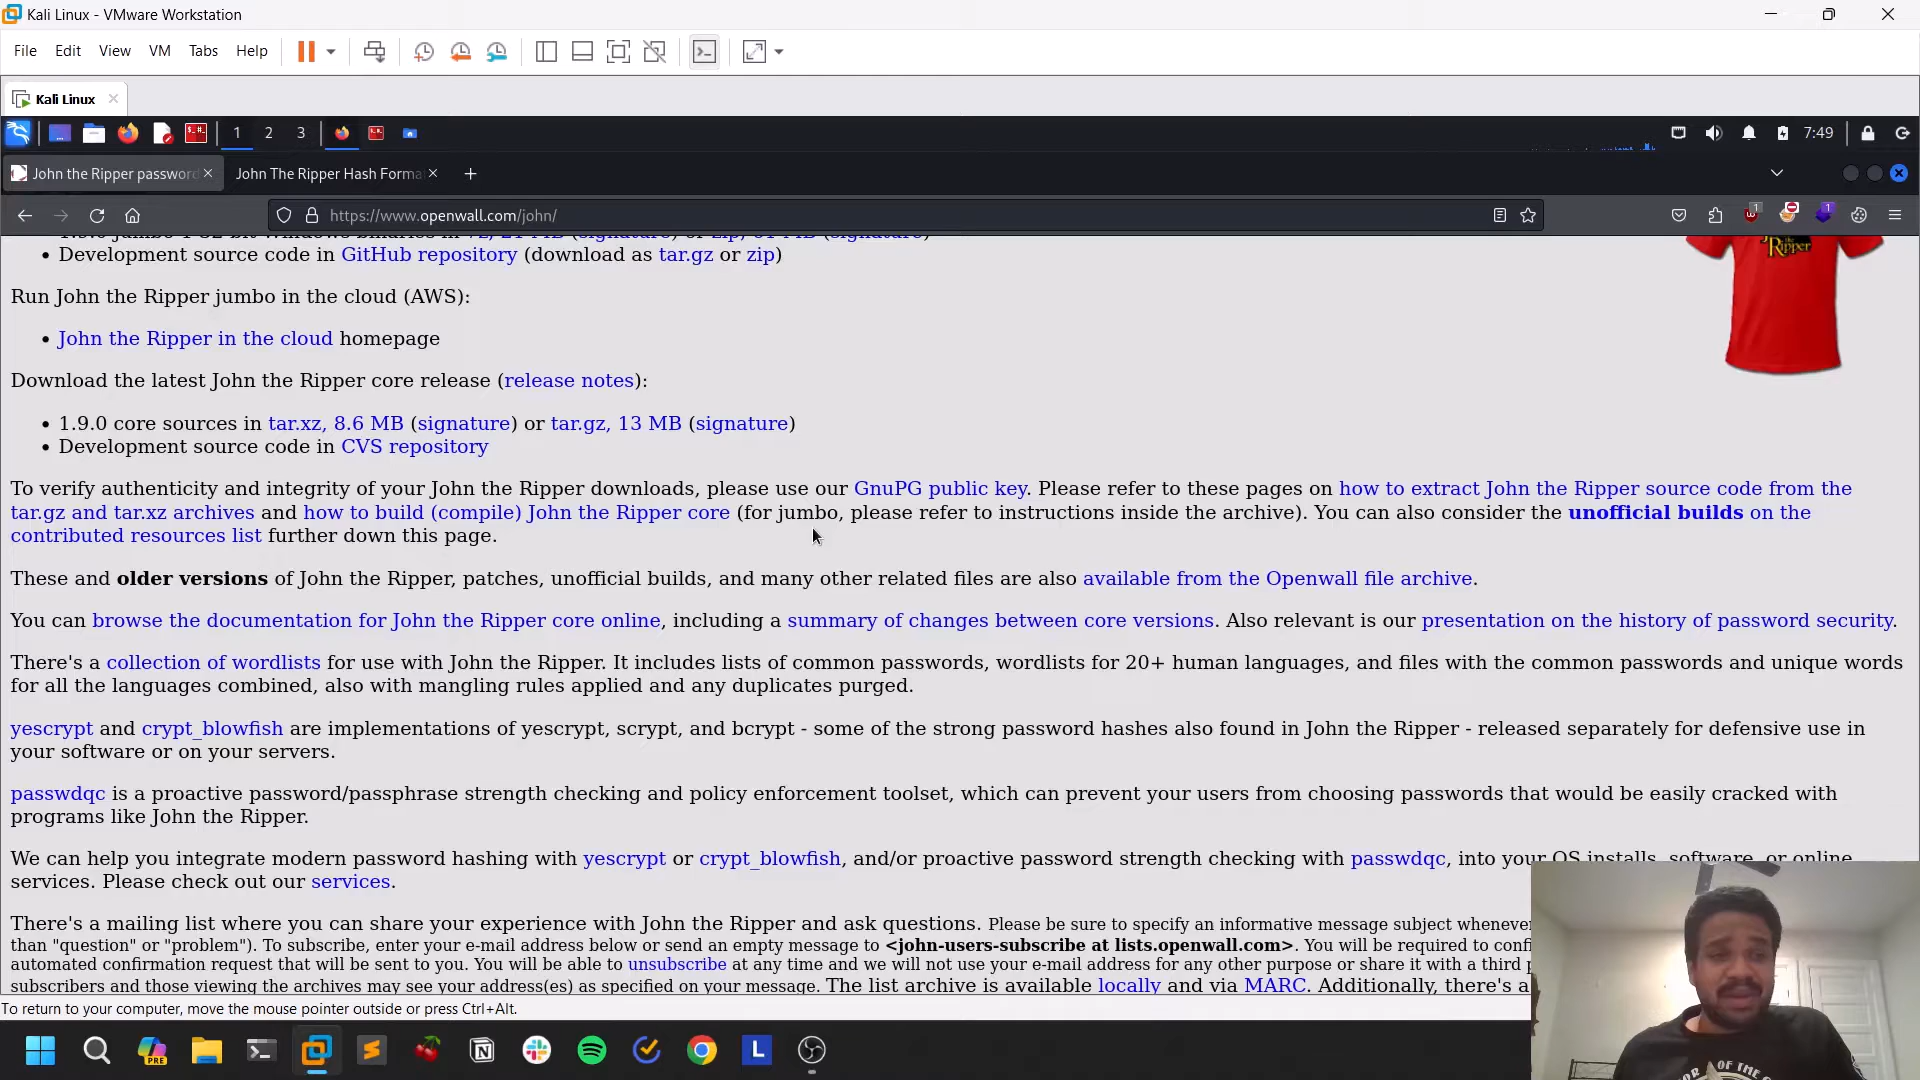 Kali Linux - VMware Workstation
File Edit View VM Tabs Help
Kali Linux
1 2 3 7:49
John the Ripper password John The Ripper Hash Forma
https://www.openwall.com/john/
• Development source code in GitHub repository (download as tar.gz or zip)
Ripper
Run John the Ripper jumbo in the cloud (AWS):
• John the Ripper in the cloud homepage
Download the latest John the Ripper core release (release notes):
• 1.9.0 core sources in tar.xz, 8.6 MB (signature) or tar.gz, 13 MB (signature)
• Development source code in CVS repository
To verify authenticity and integrity of your John the Ripper downloads, please use our GnuPG public key. Please refer to these pages on how to extract John the Ripper source code from the
tar.gz and tar.xz archives and how to build (compile) John the Ripper core (for jumbo, please refer to instructions inside the archive). You can also consider the unofficial builds on the
contributed resources list further down this page.
These and older versions of John the Ripper, patches, unofficial builds, and many other related files are also available from the Openwall file archive.
You can browse the documentation for John the Ripper core online, including a summary of changes between core versions. Also relevant is our presentation on the history of password security.
There's a collection of wordlists for use with John the Ripper. It includes lists of common passwords, wordlists for 20+ human languages, and files with the common passwords and unique words
for all the languages combined, also with mangling rules applied and any duplicates purged.
yescrypt and crypt_blowfish are implementations of yescrypt, scrypt, and bcrypt - some of the strong password hashes also found in John the Ripper - released separately for defensive use in
your software or on your servers.
passwdqc is a proactive password/passphrase strength checking and policy enforcement toolset, which can prevent your users from choosing passwords that would be easily cracked with
programs like John the Ripper.
We can help you integrate modern password hashing with yescrypt or crypt_blowfish, and/or proactive password strength checking with passwdqc, into your OS installs, software, or online
services. Please check out our services.
There's a mailing list where you can share your experience with John the Ripper and ask questions. Please be sure to specify an informative message subject whenever
than "question" or "problem"). To subscribe, enter your e-mail address below or send an empty message to <john-users-subscribe at lists.openwall.com>. You will be required to conf
automated confirmation request that will be sent to you. You will be able to unsubscribe at any time and we will not use your e-mail address for any other purpose or share it with a third p
subscribers and those viewing the archives may see your address(es) as specified on your message. The list archive is available locally and via MARC. Additionally, there's a
To return to your computer, move the mouse pointer outside or press Ctrl+Alt.
PRE
L
OF THE